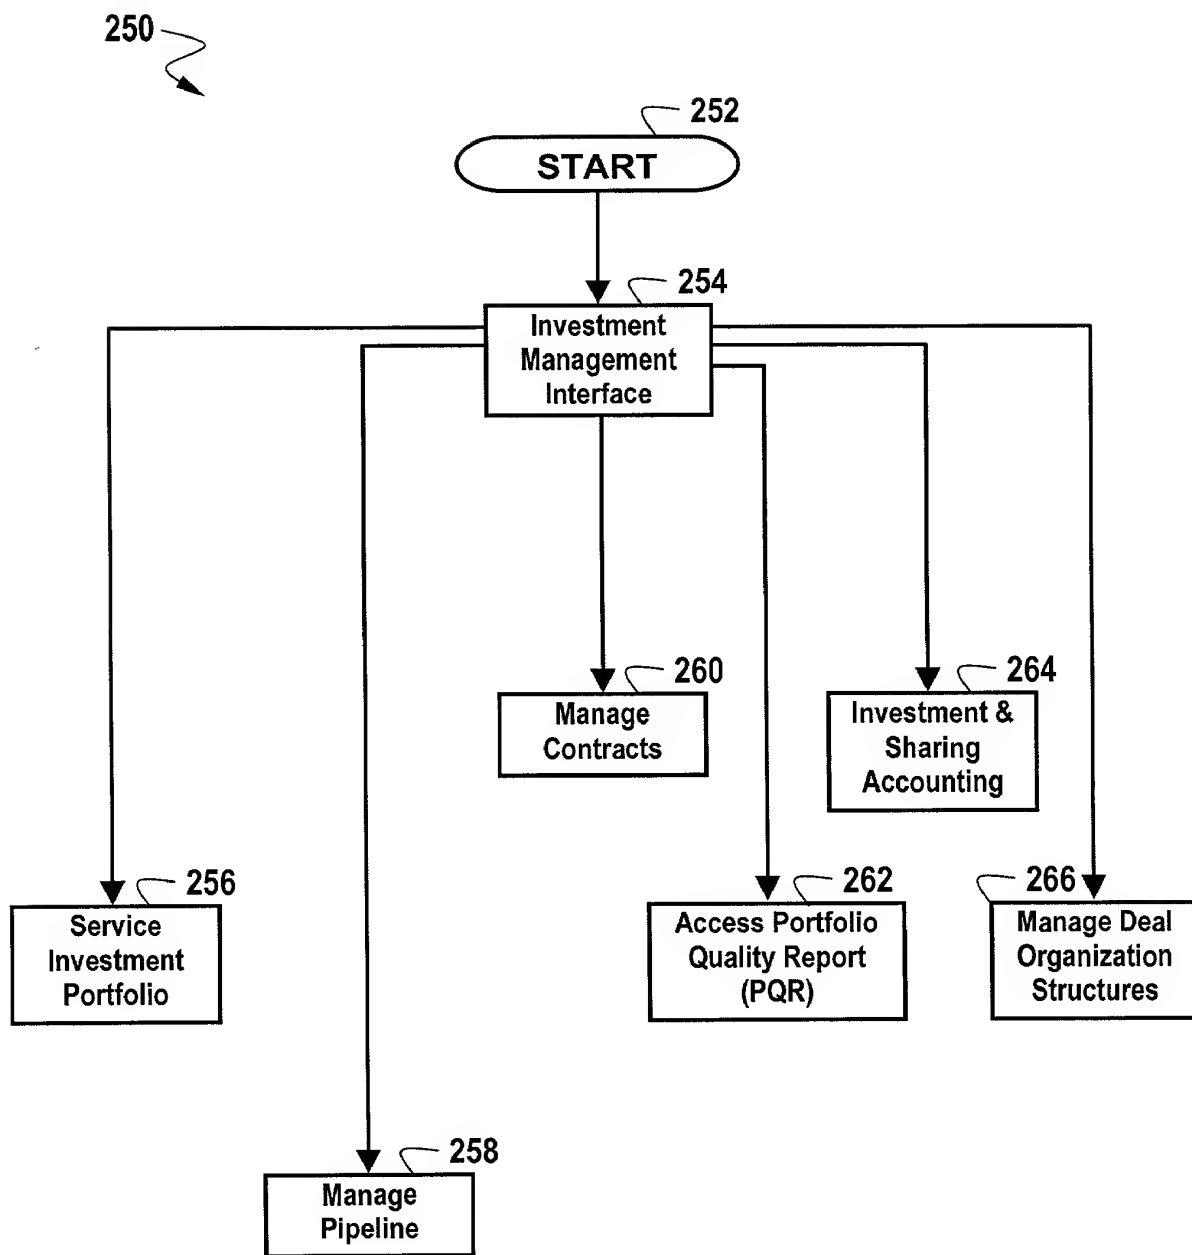 250
252
START
254
Investment
Management
Interface
260
Manage
Contracts
264
Investment &
Sharing
Accounting
256
Service
Investment
Portfolio
262
Access Portfolio
Quality Report
(PQR)
266
Manage Deal
Organization
Structures
258
Manage
Pipeline